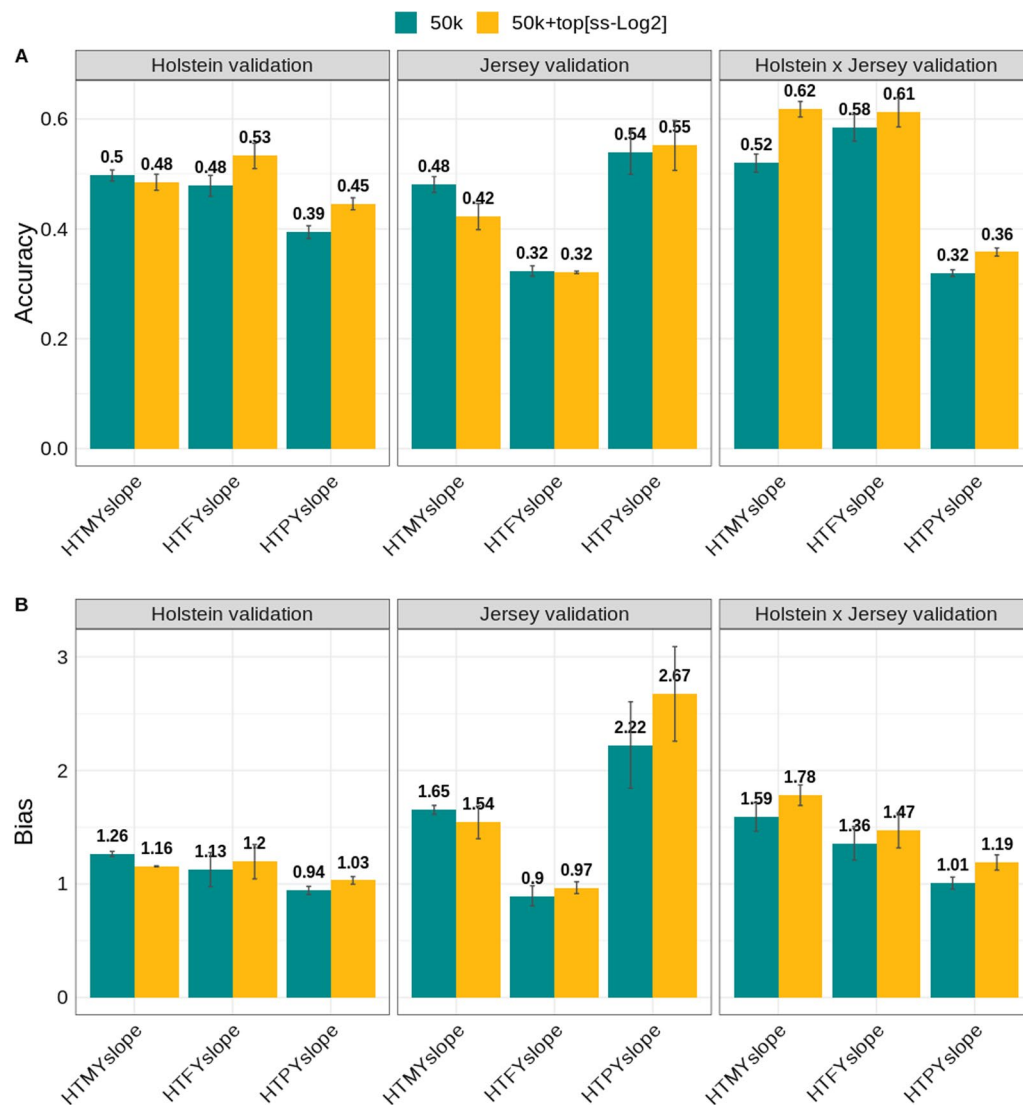 50k 50k+top[ss-Log2]
A
Holstein validation Jersey validation Holstein x Jersey validation
Accuracy
0.6
0.4
0.2
0.0
0.5 0.48 0.48 0.53 0.39 0.45
0.48 0.42 0.32 0.32 0.54 0.55
0.52 0.62 0.58 0.61 0.32 0.36
HTMYslope HTFYslope HTPYslope HTMYslope HTFYslope HTPYslope HTMYslope HTFYslope HTPYslope
B
Holstein validation Jersey validation Holstein x Jersey validation
Bias
3
2
1
0
1.26 1.16 1.13 1.2 0.94 1.03
1.65 1.54 0.9 0.97 2.22 2.67
1.59 1.78 1.36 1.47 1.01 1.19
HTMYslope HTFYslope HTPYslope HTMYslope HTFYslope HTPYslope HTMYslope HTFYslope HTPYslope